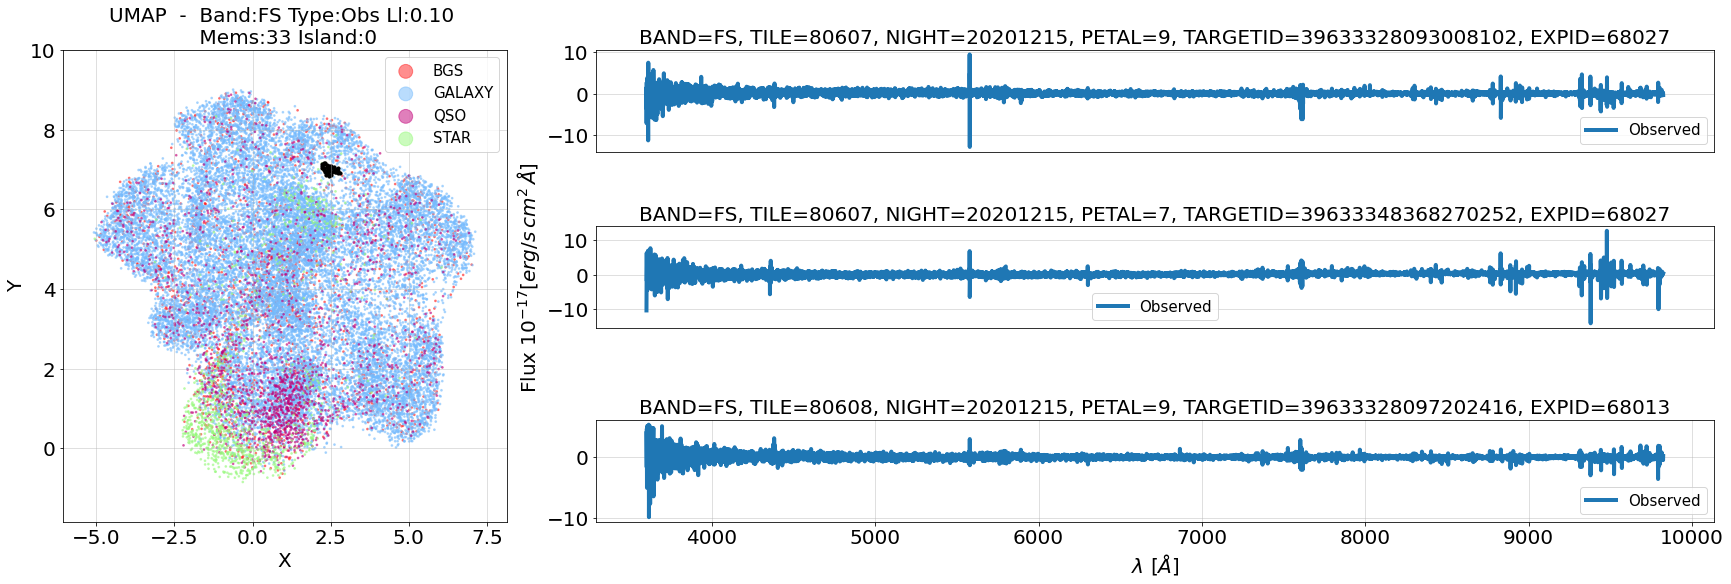 UMAP - Band:FS Type:Obs Ll:0.10
Mems:33 Island:0
10
8
6
4
2
0
Y
−5.0 −2.5 0.0 2.5 5.0 7.5
X
BGS
GALAXY
QSO
STAR
Flux 10^{-17}[erg/s cm^2 Å]
BAND=FS, TILE=80607, NIGHT=20201215, PETAL=9, TARGETID=39633328093008102, EXPID=68027
10
0
−10
Observed
BAND=FS, TILE=80607, NIGHT=20201215, PETAL=7, TARGETID=39633348368270252, EXPID=68027
10
0
−10
Observed
BAND=FS, TILE=80608, NIGHT=20201215, PETAL=9, TARGETID=39633328097202416, EXPID=68013
0
−10
Observed
4000 5000 6000 7000 8000 9000 10000
λ [Å]